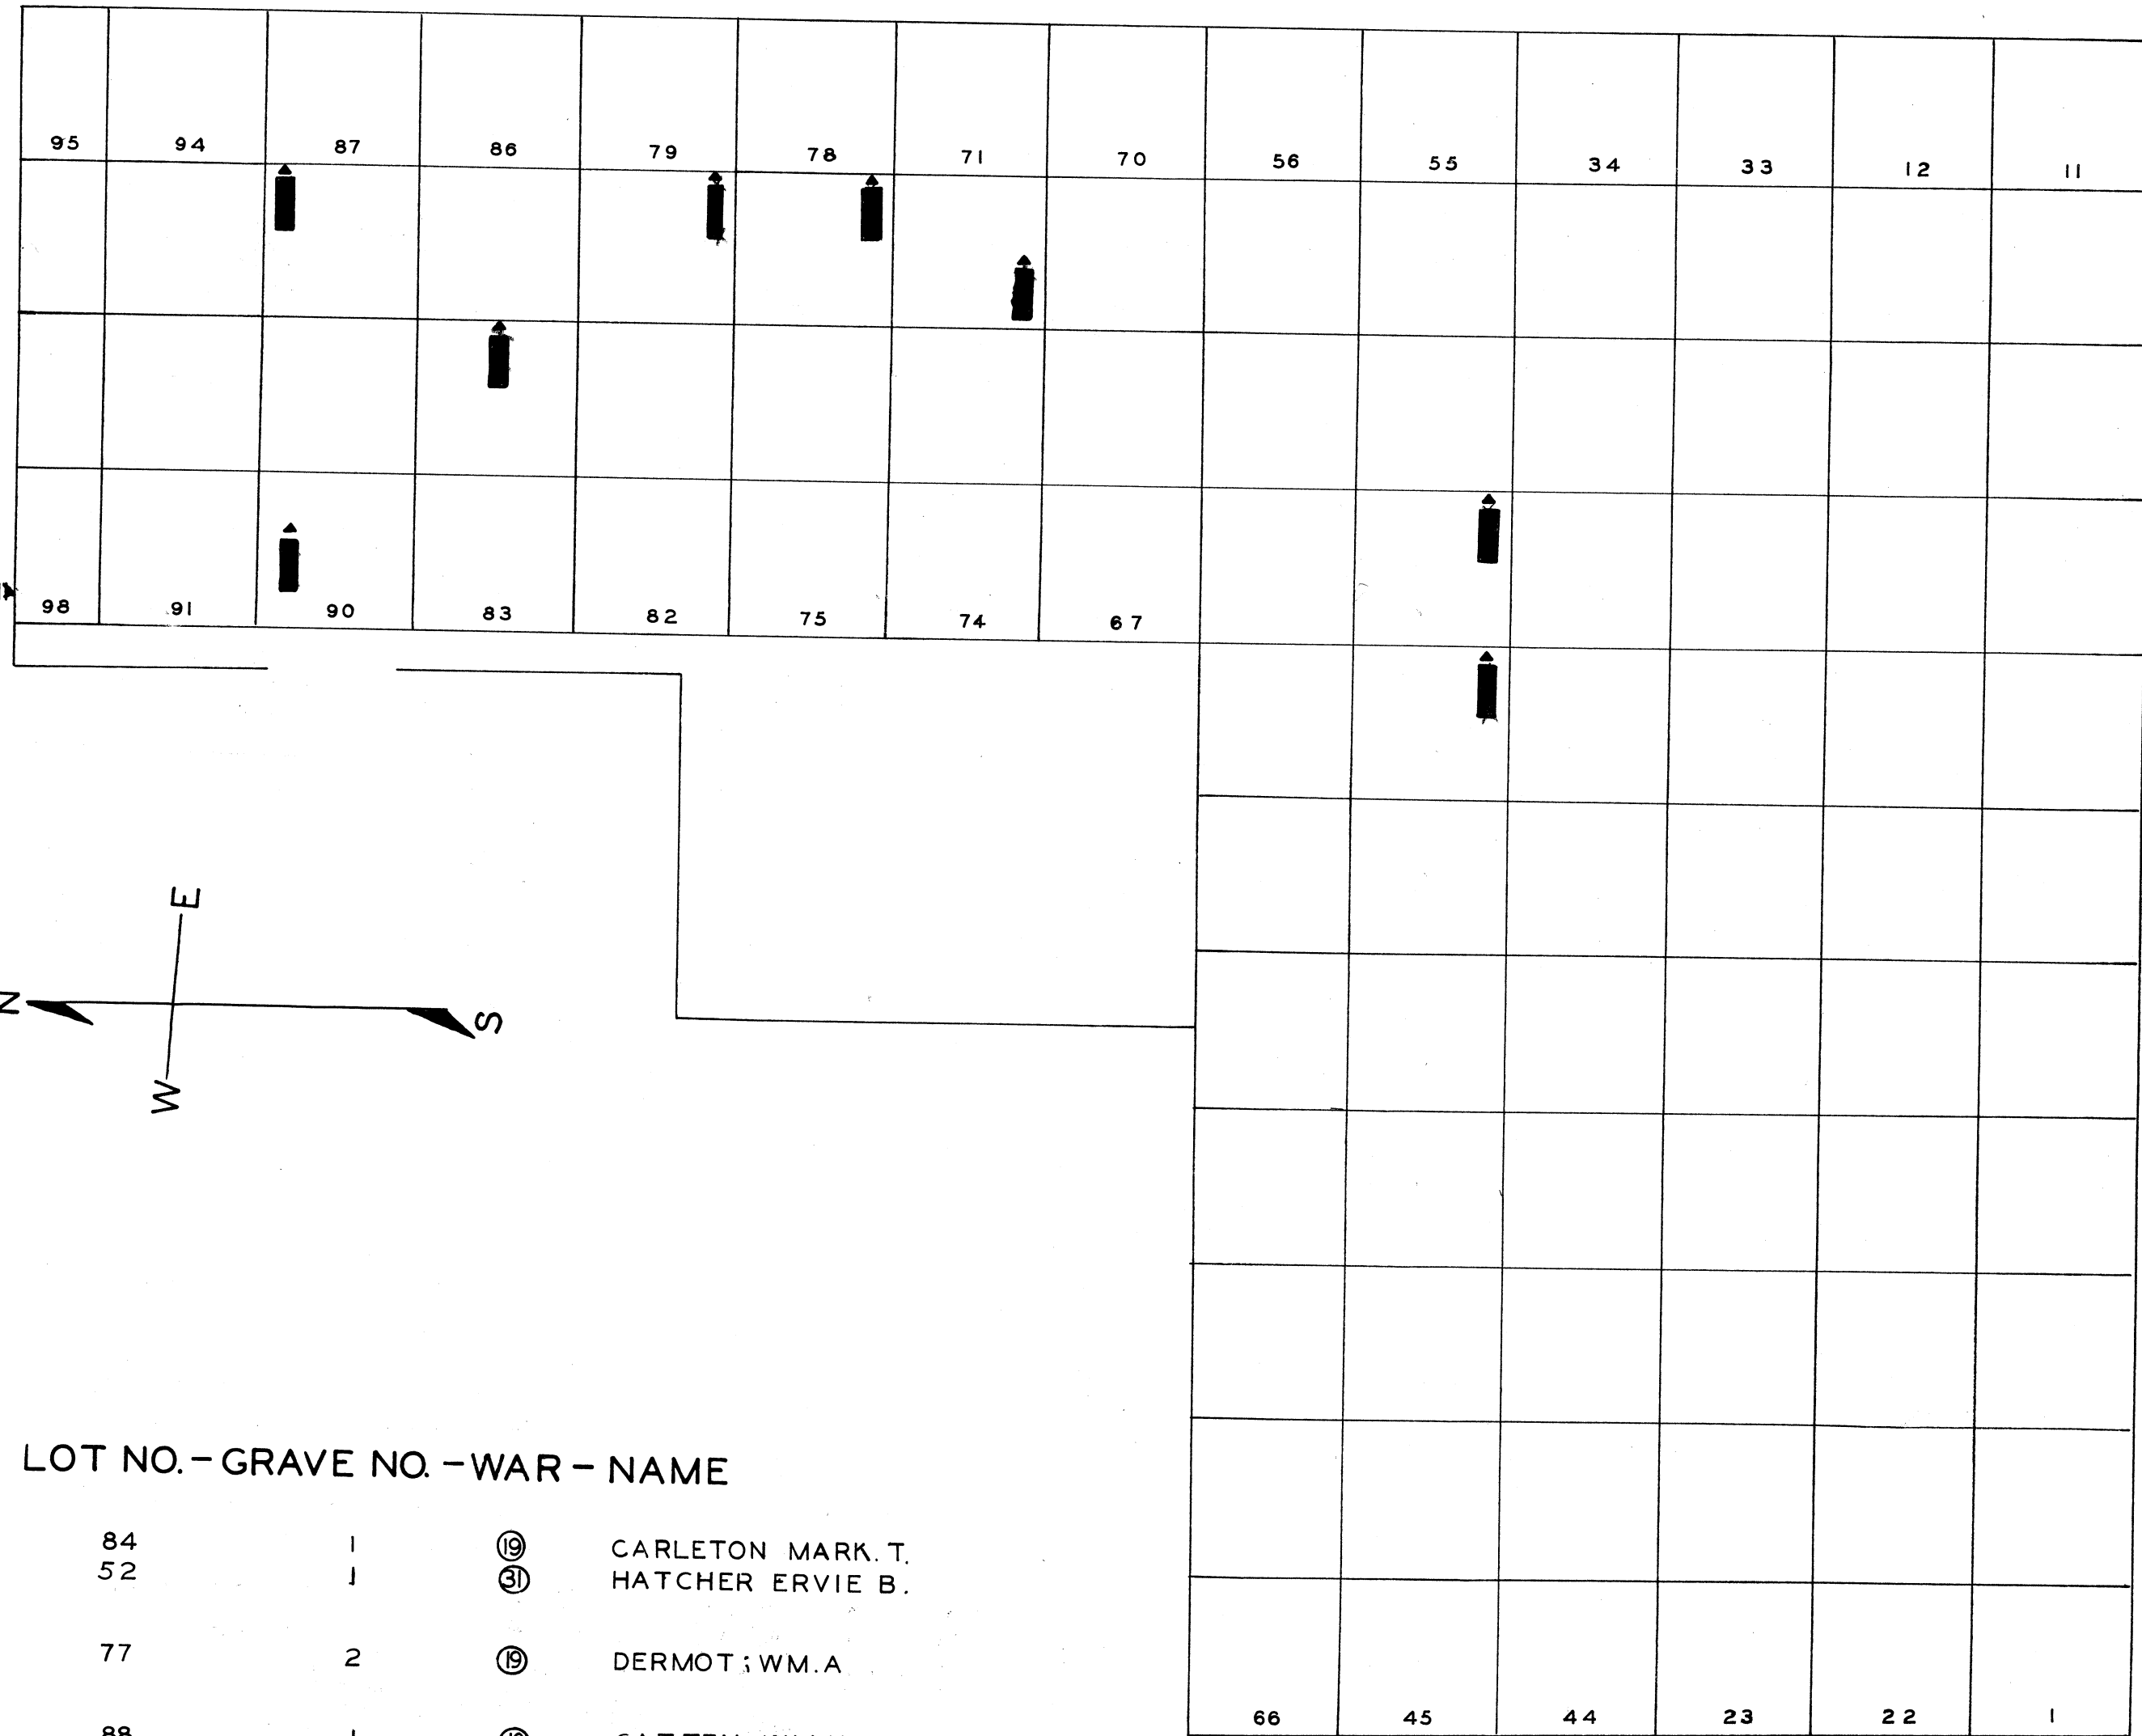 95 94 87 86 79 78 71 70 56 55 34 33 12 11
98 91 90 83 82 75 74 67
E
N
S
W
LOT NO. - GRAVE NO. - WAR - NAME
84 1 19 CARLETON MARK. T.
52 1 31 HATCHER ERVIE B.
77 2 19 DERMOT; WM. A
88 1
66 45 44 23 22 1